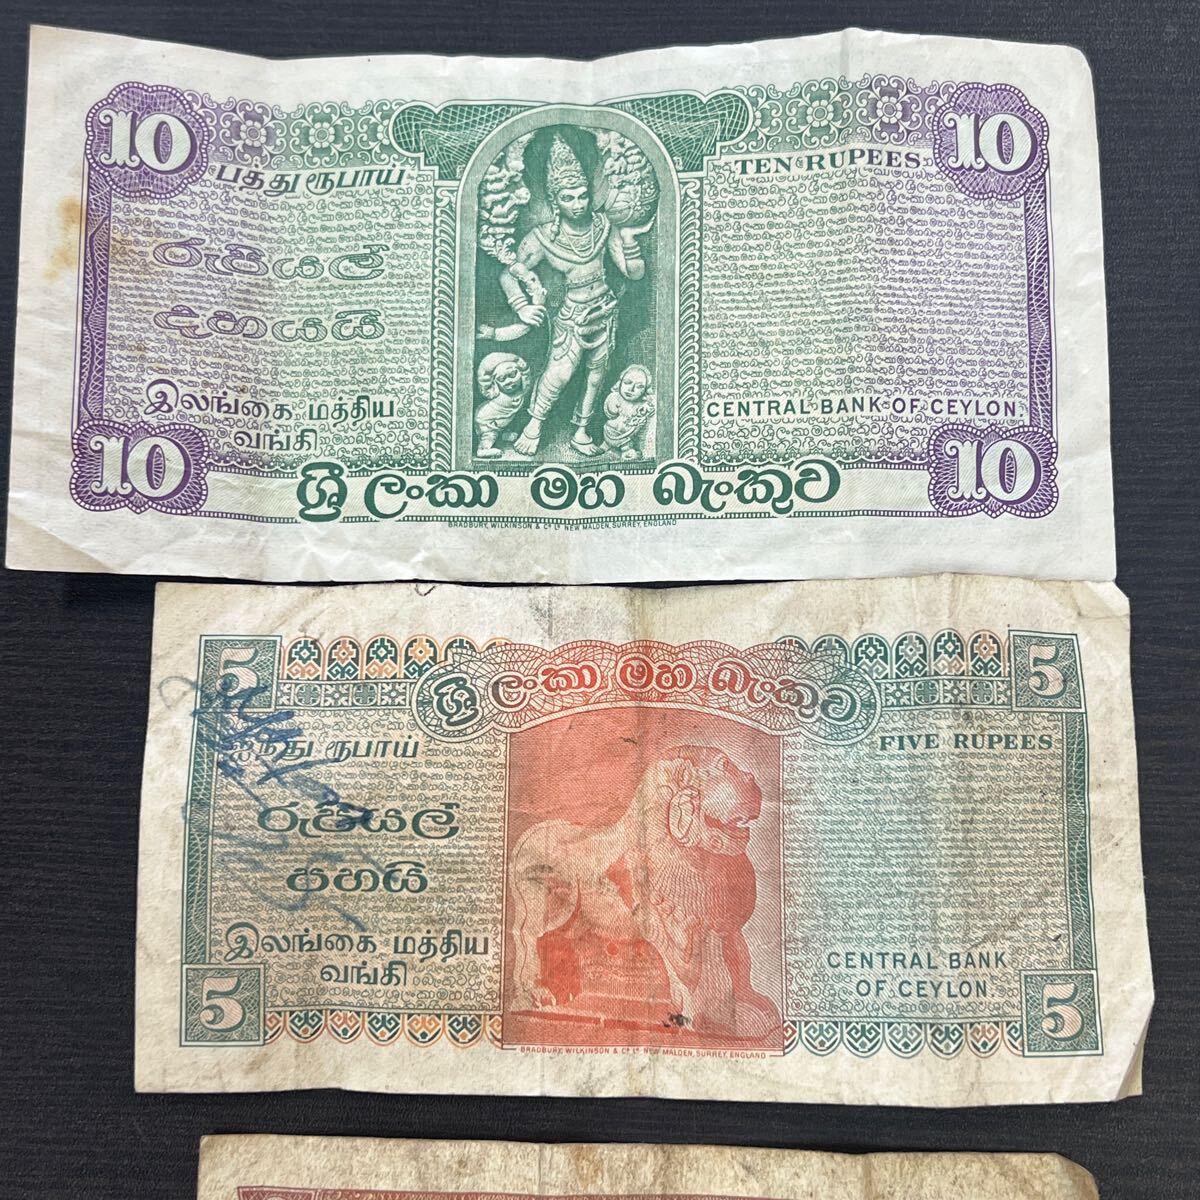 10
10
பத்து ரூபாய்
TEN RUPEES
රුපියල්
දහයයි
இலங்கை மத்திய
வங்கி
CENTRAL BANK OF CEYLON
10
10
ශ්‍රී ලංකා මහ බැංකුව
BRADBURY, WILKINSON & Cº Lº NEW MALDEN, SURREY, ENGLAND
5
5
ශ්‍රී ලංකා මහ බැංකුව
ஐந்து ரூபாய்
FIVE RUPEES
රුපියල්
පහයි
இலங்கை மத்திய
வங்கி
CENTRAL BANK
OF CEYLON
5
5
BRADBURY, WILKINSON & Cº Lº NEW MALDEN, SURREY, ENGLAND